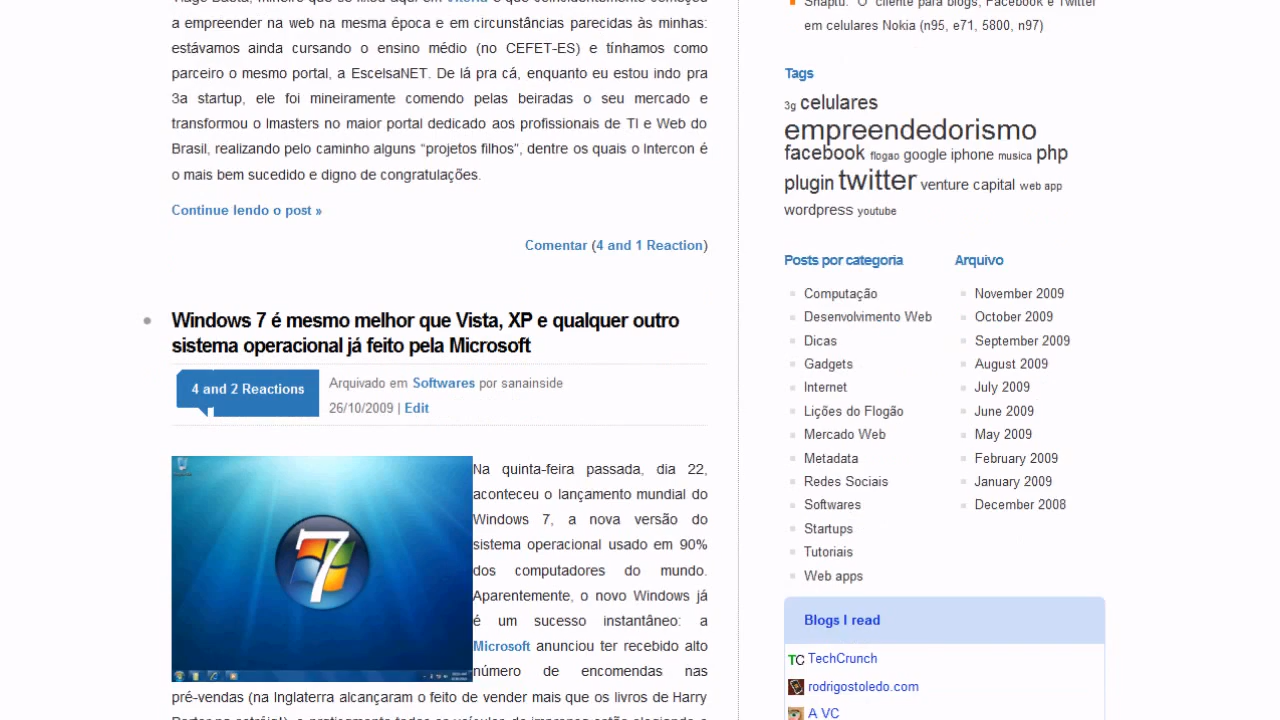 a empreender na web na mesma época e em circunstâncias parecidas às minhas:
estávamos ainda cursando o ensino médio (no CEFET-ES) e tínhamos como
parceiro o mesmo portal, a EscelsaNET. De lá pra cá, enquanto eu estou indo pra
3a startup, ele foi mineiramente comendo pelas beiradas o seu mercado e
transformou o Imasters no maior portal dedicado aos profissionais de TI e Web do
Brasil, realizando pelo caminho alguns “projetos filhos”, dentre os quais o Intercon é
o mais bem sucedido e digno de congratulações.
Continue lendo o post »
Comentar (4 and 1 Reaction)
Windows 7 é mesmo melhor que Vista, XP e qualquer outro
sistema operacional já feito pela Microsoft
4 and 2 Reactions
Arquivado em Softwares por sanainside
26/10/2009 | Edit
7
Na quinta-feira passada, dia 22,
aconteceu o lançamento mundial do
Windows 7, a nova versão do
sistema operacional usado em 90%
dos computadores do mundo.
Aparentemente, o novo Windows já
é um sucesso instantâneo: a
Microsoft anunciou ter recebido alto
número de encomendas nas
pré-vendas (na Inglaterra alcançaram o feito de vender mais que os livros de Harry
Snaptu: "O" cliente para blogs, Facebook e Twitter
em celulares Nokia (n95, e71, 5800, n97)
Tags
3g celulares
empreendedorismo
facebook flogao google iphone musica php
plugin twitter venture capital web app
wordpress youtube
Posts por categoria
Computação
Desenvolvimento Web
Dicas
Gadgets
Internet
Lições do Flogão
Mercado Web
Metadata
Redes Sociais
Softwares
Startups
Tutoriais
Web apps
Arquivo
November 2009
October 2009
September 2009
August 2009
July 2009
June 2009
May 2009
February 2009
January 2009
December 2008
Blogs I read
TC TechCrunch
rodrigostoledo.com
A VC